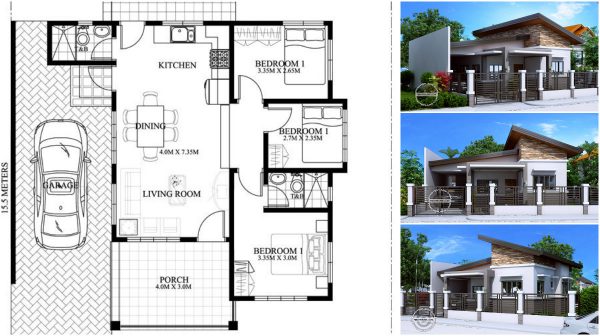 T&B
KITCHEN
BEDROOM 1
3.35M X 2.65M
DINING
4.0M X 7.35M
BEDROOM 1
2.7M X 2.35M
GARAGE
15.5 METERS
LIVING ROOM
T&B
BEDROOM 1
3.35M X 3.0M
PORCH
4.0M X 3.0M